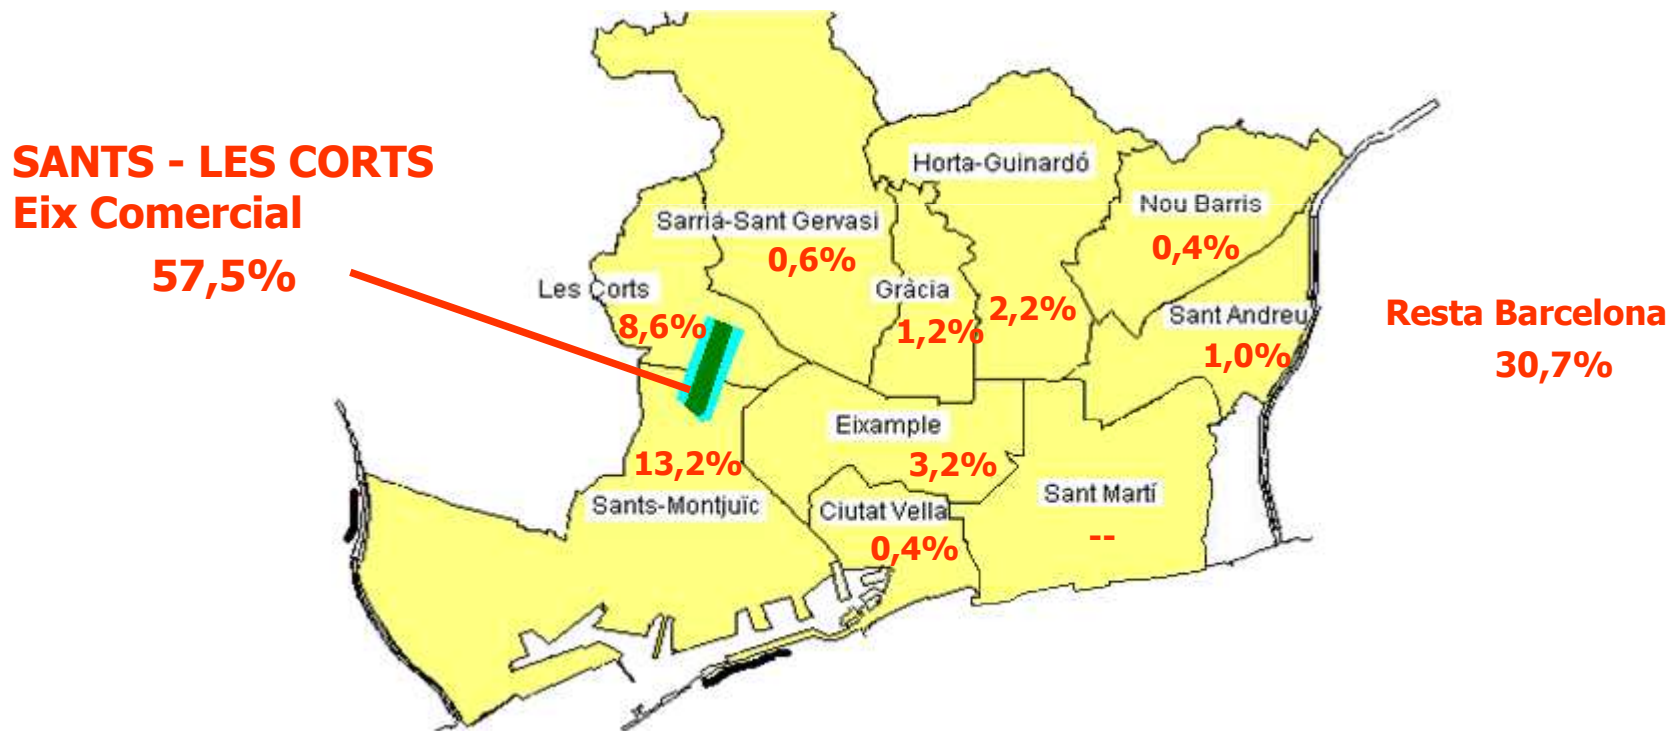 SANTS - LES CORTS
Eix Comercial
57,5%
Horta-Guinardó
2,2%
Nou Barris
0,4%
Sarriá-Sant Gervasi
0,6%
Les Corts
8,6%
Gràcia
1,2%
Sant Andreu
1,0%
Resta Barcelona
30,7%
Eixample
3,2%
13,2%
Sants-Montjuïc
Ciutat Vella
0,4%
Sant Martí
--